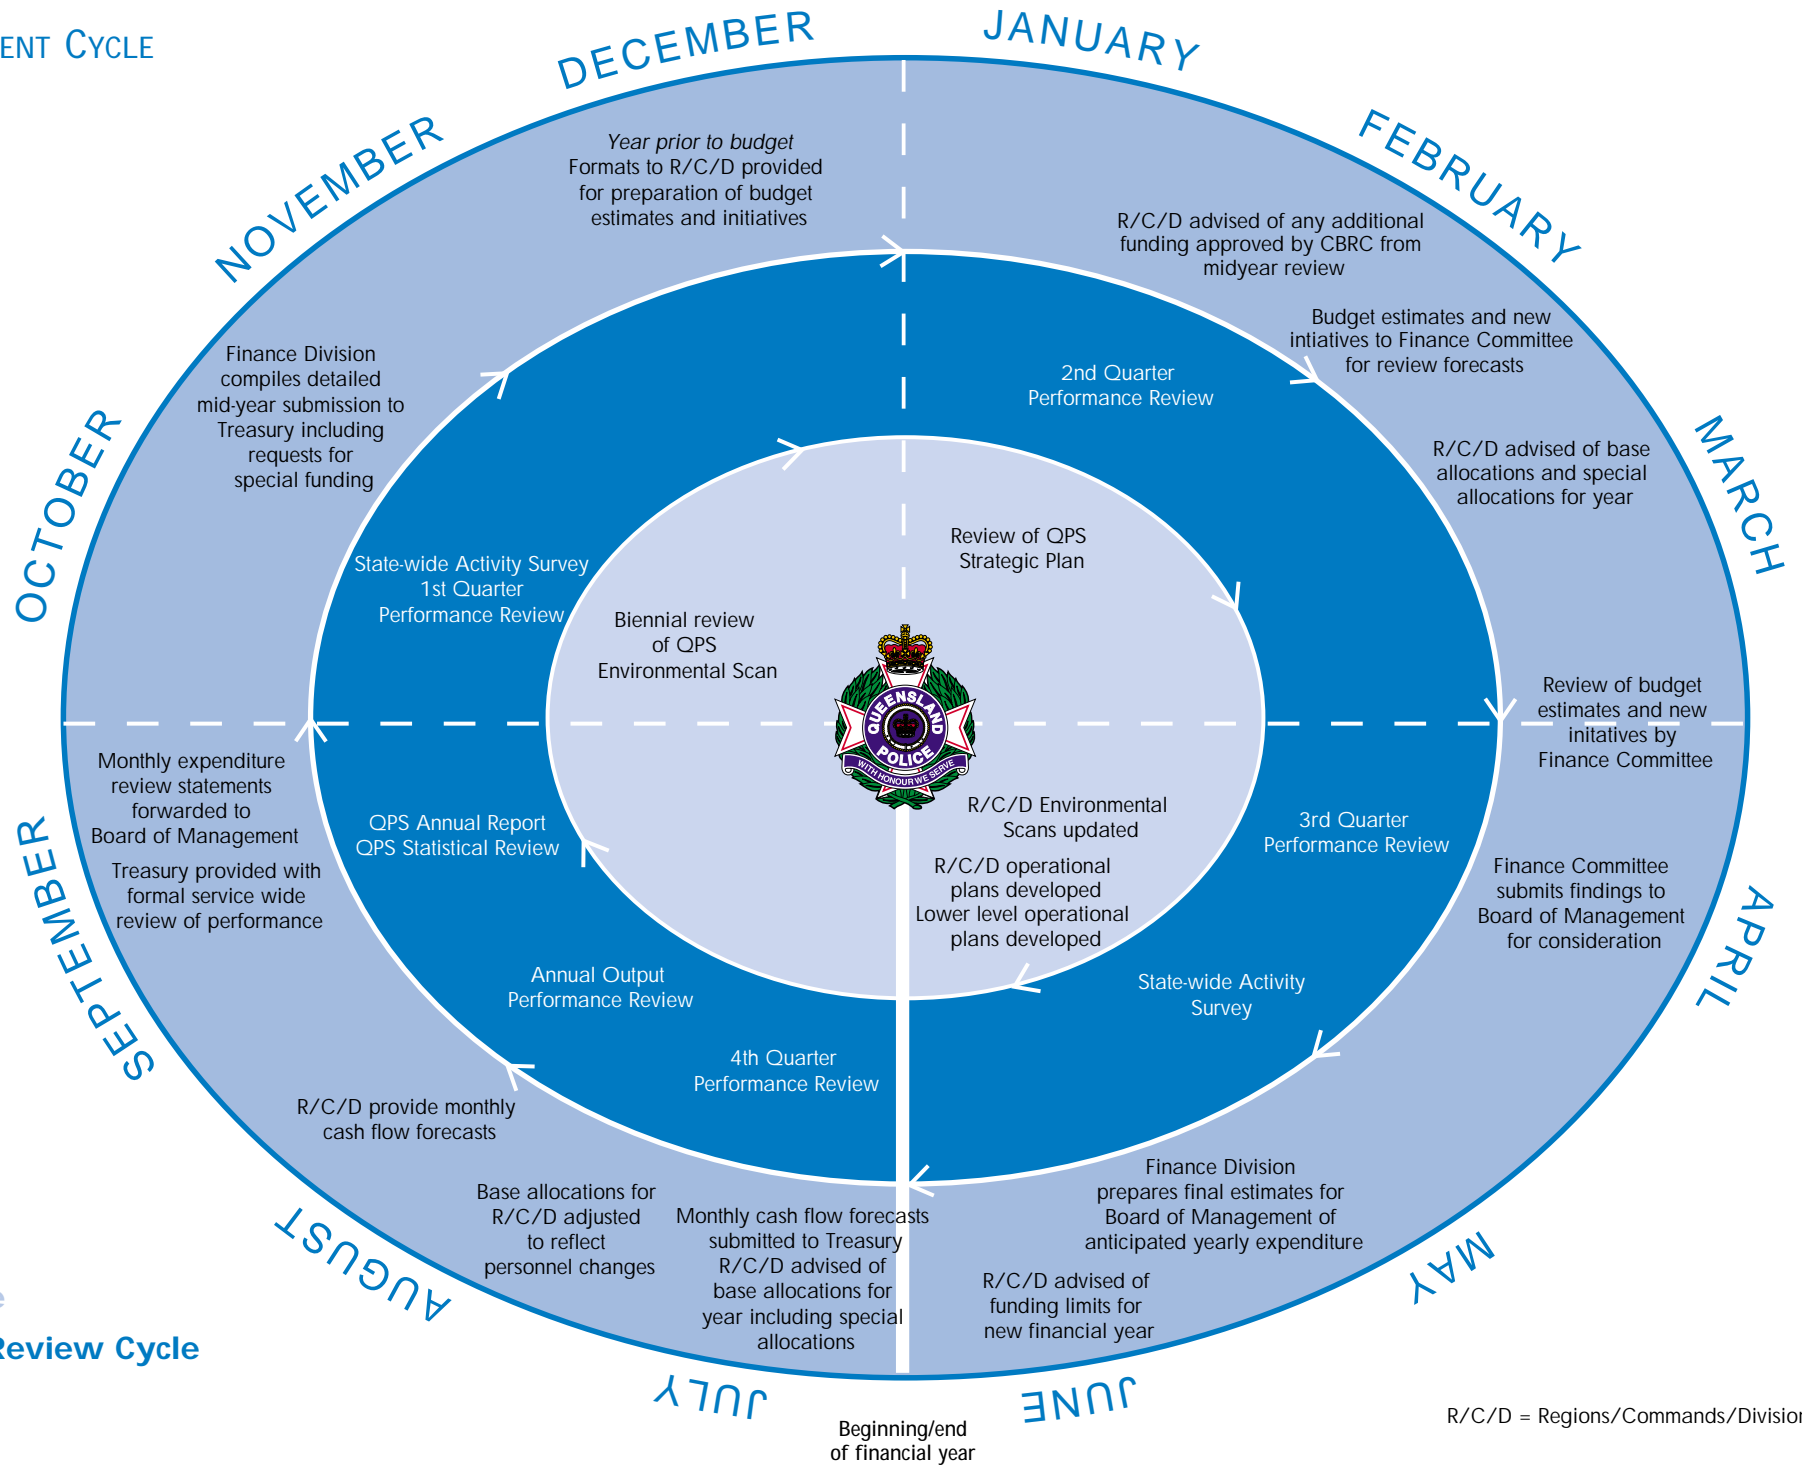 ENT CYCLE
DECEMBER
JANUARY
FEBRUARY
MARCH
APRIL
MAY
JUNE
JULY
AUGUST
SEPTEMBER
OCTOBER
NOVEMBER
Year prior to budget
Formats to R/C/D provided
for preparation of budget
estimates and initiatives
R/C/D advised of any additional
funding approved by CBRC from
midyear review
Budget estimates and new
intiatives to Finance Committee
for review forecasts
R/C/D advised of base
allocations and special
allocations for year
Review of budget
estimates and new
initatives by
Finance Committee
Finance Committee
submits findings to
Board of Management
for consideration
Finance Division
prepares final estimates for
Board of Management of
anticipated yearly expenditure
R/C/D advised of
funding limits for
new financial year
Monthly cash flow forecasts
submitted to Treasury
R/C/D advised of
base allocations for
year including special
allocations
Base allocations for
R/C/D adjusted
to reflect
personnel changes
R/C/D provide monthly
cash flow forecasts
Monthly expenditure
review statements
forwarded to
Board of Management
Treasury provided with
formal service wide
review of performance
Finance Division
compiles detailed
mid-year submission to
Treasury including
requests for
special funding
2nd Quarter
Performance Review
3rd Quarter
Performance Review
State-wide Activity
Survey
4th Quarter
Performance Review
Annual Output
Performance Review
QPS Annual Report
QPS Statistical Review
State-wide Activity Survey
1st Quarter
Performance Review
Review of QPS
Strategic Plan
Biennial review
of QPS
Environmental Scan
R/C/D Environmental
Scans updated
R/C/D operational
plans developed
Lower level operational
plans developed
QUEENSLAND
POLICE
WITH HONOUR WE SERVE
e
Review Cycle
Beginning/end
of financial year
R/C/D = Regions/Commands/Division